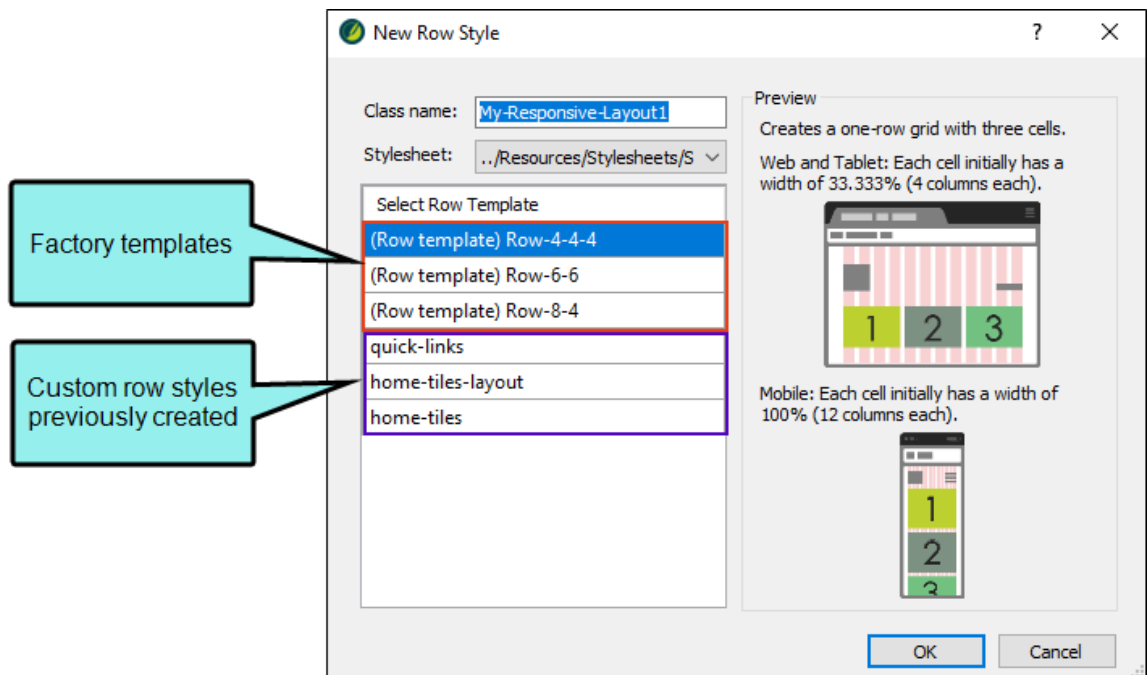 New Row Style
?
Class name:
My-Responsive-Layout1
Stylesheet:
../Resources/Stylesheets/S
Select Row Template
(Row template) Row-4-4-4
(Row template) Row-6-6
(Row template) Row-8-4
quick-links
home-tiles-layout
home-tiles
Factory templates
Custom row styles
previously created
Preview
Creates a one-row grid with three cells.
Web and Tablet: Each cell initially has a
width of 33.333% (4 columns each).
1 2 3
Mobile: Each cell initially has a width of
100% (12 columns each).
1
2
3
OK
Cancel